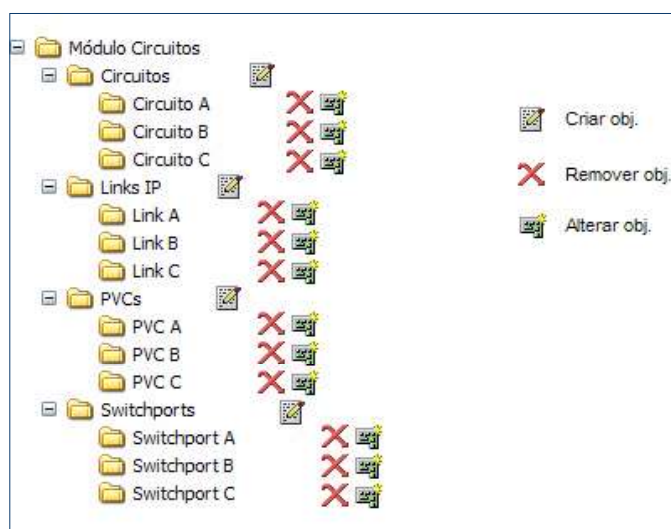 Módulo Circuitos
Circuitos
Circuito A
Circuito B
Circuito C
Links IP
Link A
Link B
Link C
PVCs
PVC A
PVC B
PVC C
Switchports
Switchport A
Switchport B
Switchport C
Criar obj.
Remover obj.
Alterar obj.